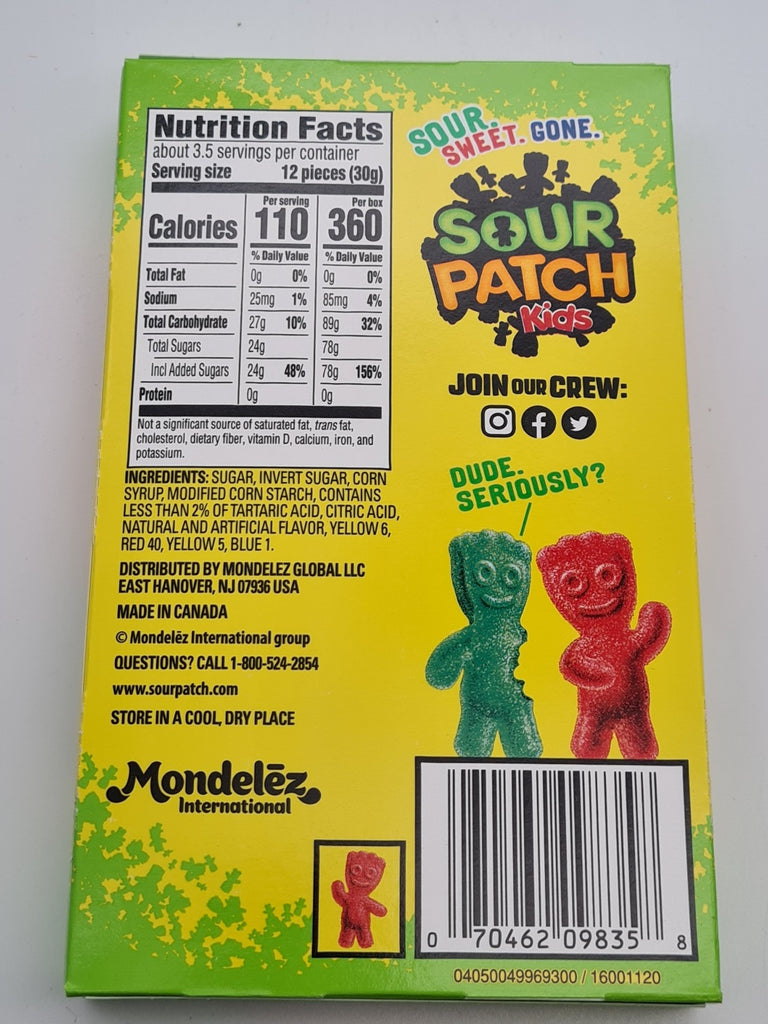 Nutrition Facts
about 3.5 servings per container
Serving size 12 pieces (30g)
Per serving Per box
Calories 110 360
% Daily Value % Daily Value
Total Fat 0g 0% 0g 0%
Sodium 25mg 1% 85mg 4%
Total Carbohydrate 27g 10% 89g 32%
Total Sugars 24g 78g
Incl Added Sugars 24g 48% 78g 156%
Protein 0g 0g
Not a significant source of saturated fat, trans fat,
cholesterol, dietary fiber, vitamin D, calcium, iron, and
potassium.
INGREDIENTS: SUGAR, INVERT SUGAR, CORN
SYRUP, MODIFIED CORN STARCH, CONTAINS
LESS THAN 2% OF TARTARIC ACID, CITRIC ACID,
NATURAL AND ARTIFICIAL FLAVOR, YELLOW 6,
RED 40, YELLOW 5, BLUE 1.
DISTRIBUTED BY MONDELEZ GLOBAL LLC
EAST HANOVER, NJ 07936 USA
MADE IN CANADA
© Mondelēz International group
QUESTIONS? CALL 1-800-524-2854
www.sourpatch.com
STORE IN A COOL, DRY PLACE
Mondelēz
International
SOUR.
SWEET. GONE.
SOUR
PATCH
Kids
JOIN OUR CREW:
DUDE.
SERIOUSLY?
0 70462 09835 8
04050049969300 / 16001120